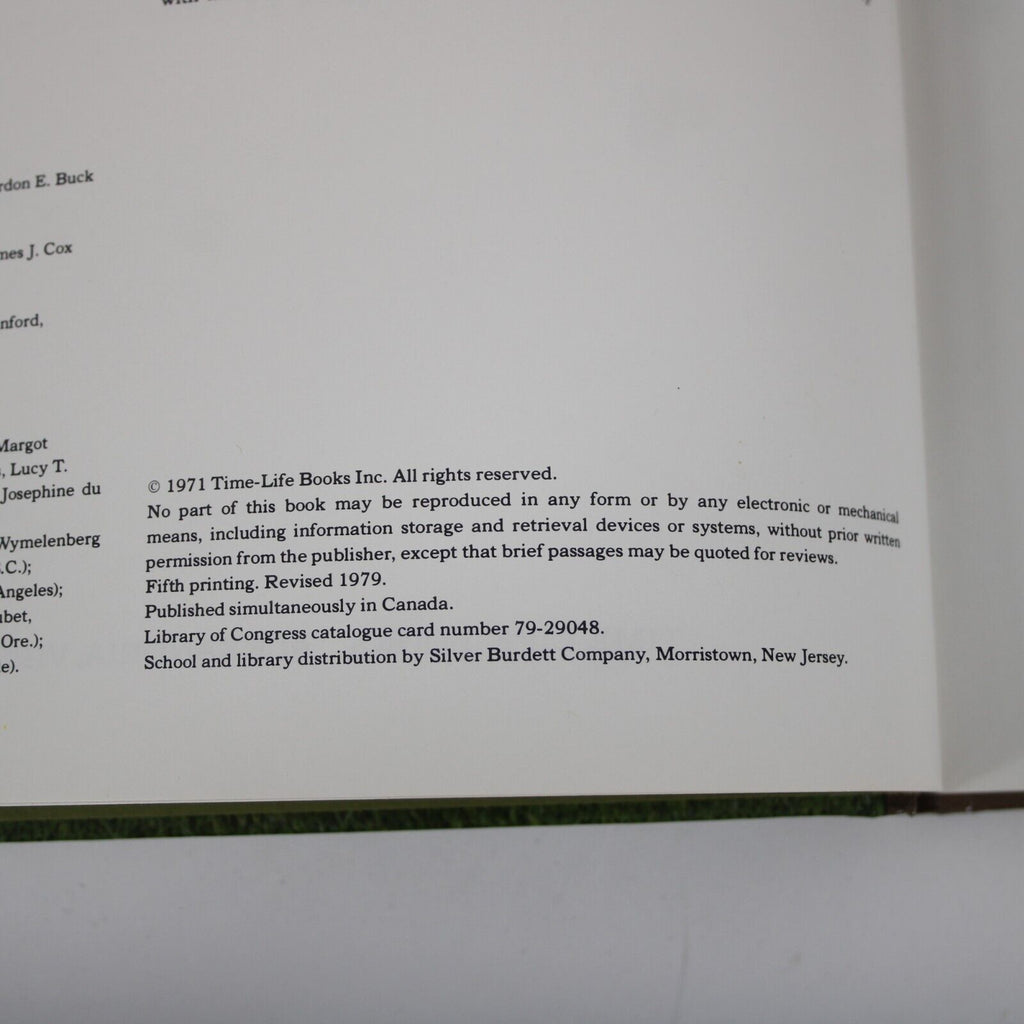 E. Buck
J. Cox
Margot
Lucy T.
Josephine du
Wymelenberg
Angeles);
Ore.);
© 1971 Time-Life Books Inc. All rights reserved.
No part of this book may be reproduced in any form or by any electronic or mechanical
means, including information storage and retrieval devices or systems, without prior written
permission from the publisher, except that brief passages may be quoted for reviews.
Fifth printing. Revised 1979.
Published simultaneously in Canada.
Library of Congress catalogue card number 79-29048.
School and library distribution by Silver Burdett Company, Morristown, New Jersey.